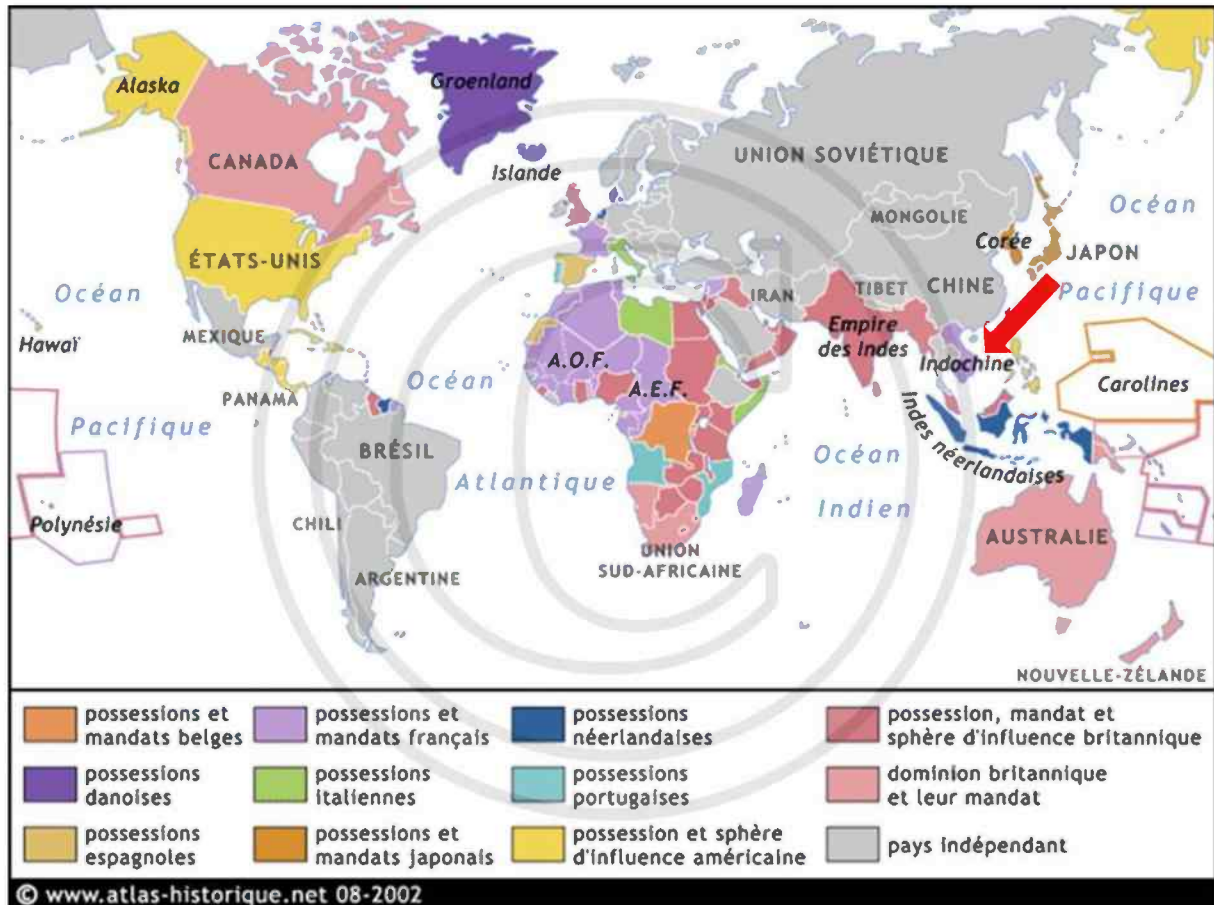 Alaska
Groenland
CANADA
Islande
UNION SOVIÉTIQUE
Océan
MONGOLIE
Corée
JAPON
ÉTATS-UNIS
Océan
IRAN
TIBET
CHINE
Pacifique
MEXIQUE
Hawaï
Empire
des Indes
Indochine
A.O.F.
Océan
A.E.F.
Carolines
PANAMA
Pacifique
BRÉSIL
Atlantique
Océan
Indien
Indes néerlandaises
Polynésie
CHILI
ARGENTINE
UNION
SUD-AFRICAINE
AUSTRALIE
NOUVELLE-ZÉLANDE
possessions et
mandats belges
possessions et
mandats français
possessions
néerlandaises
possession, mandat et
sphère d'influence britannique
possessions
danoises
possessions
italiennes
possessions
portugaises
dominion britannique
et leur mandat
possessions
espagnoles
possessions et
mandats japonais
possession et sphère
d'influence américaine
pays indépendant
© www.atlas-historique.net 08-2002